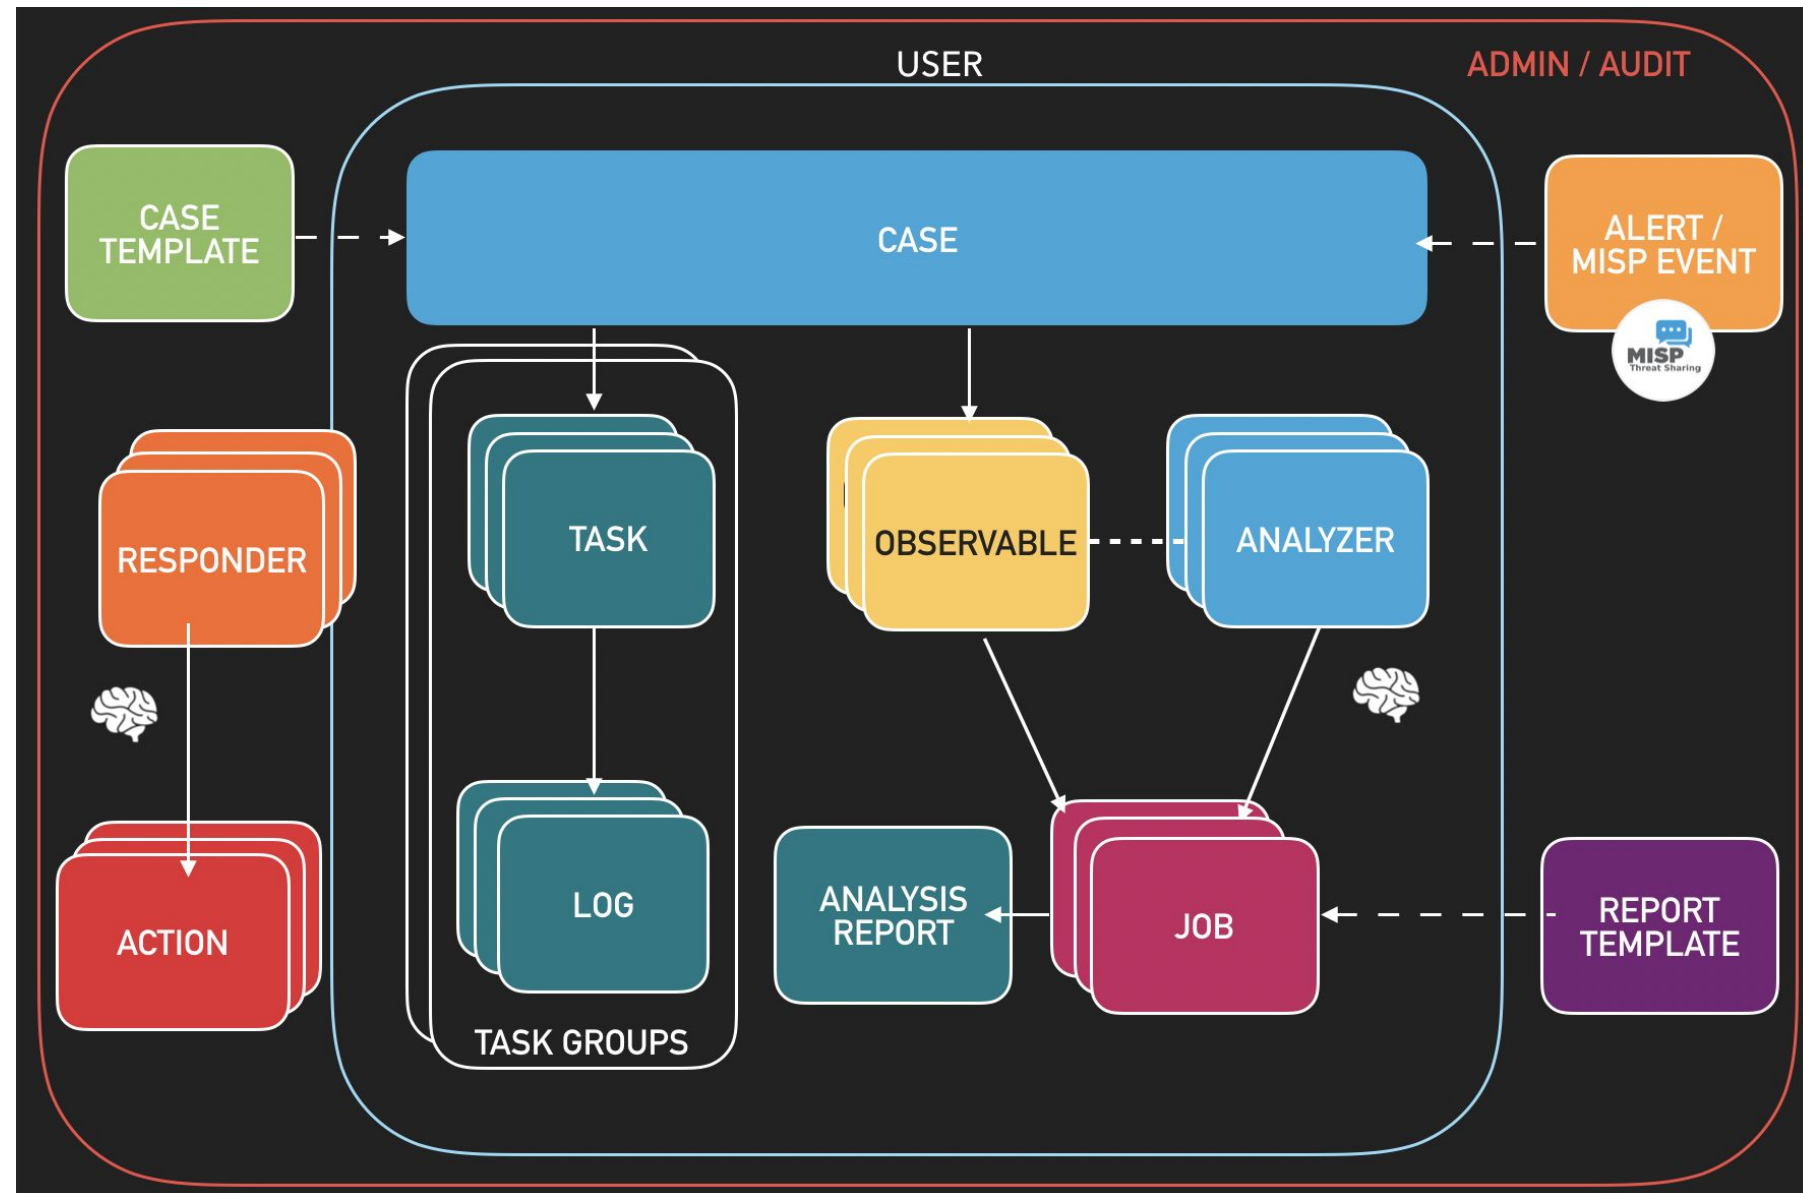 USER
ADMIN / AUDIT
CASE
TEMPLATE
CASE
ALERT /
MISP EVENT
MISP
Threat Sharing
RESPONDER
TASK
OBSERVABLE
ANALYZER
ACTION
LOG
ANALYSIS
REPORT
JOB
REPORT
TEMPLATE
TASK GROUPS